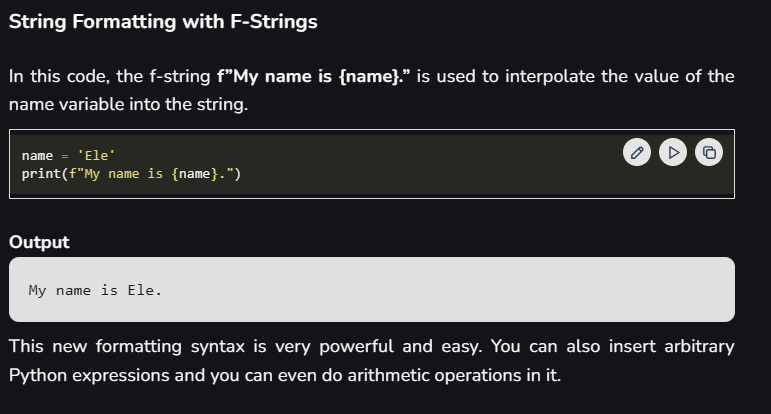 String Formatting with F-Strings
In this code, the f-string f”My name is {name}.” is used to interpolate the value of the
name variable into the string.
name = 'Ele'
print(f"My name is {name}.")
Output
My name is Ele.
This new formatting syntax is very powerful and easy. You can also insert arbitrary
Python expressions and you can even do arithmetic operations in it.